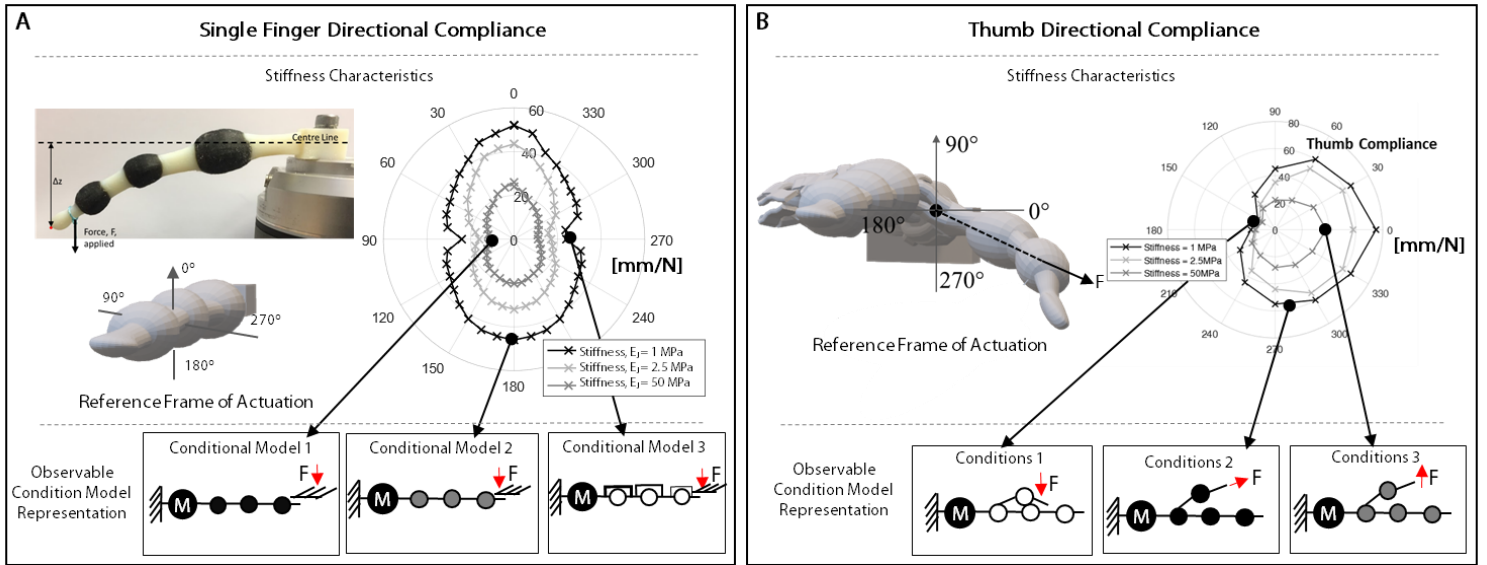 A
Single Finger Directional Compliance
Stiffness Characteristics
Centre Line
Δz
Force, F,
applied
0
30
330
60
300
90
270
120
240
150
180
60
40
20
0
[mm/N]
Stiffness, EJ = 1 MPa
Stiffness, EJ = 2.5 MPa
Stiffness, EJ = 50 MPa
0°
90°
270°
180°
Reference Frame of Actuation
Observable
Condition Model
Representation
Conditional Model 1
F
M
Conditional Model 2
F
M
Conditional Model 3
F
M
B
Thumb Directional Compliance
Stiffness Characteristics
90°
0°
180°
270°
F
Reference Frame of Actuation
90
120
60
80
60
Thumb Compliance
30
40
20
180
0
0
[mm/N]
Stiffness = 1 MPa
Stiffness = 2.5MPa
Stiffness = 50MPa
210
330
240
300
270
Observable
Condition Model
Representation
Conditions 1
F
M
Conditions 2
F
M
Conditions 3
F
M